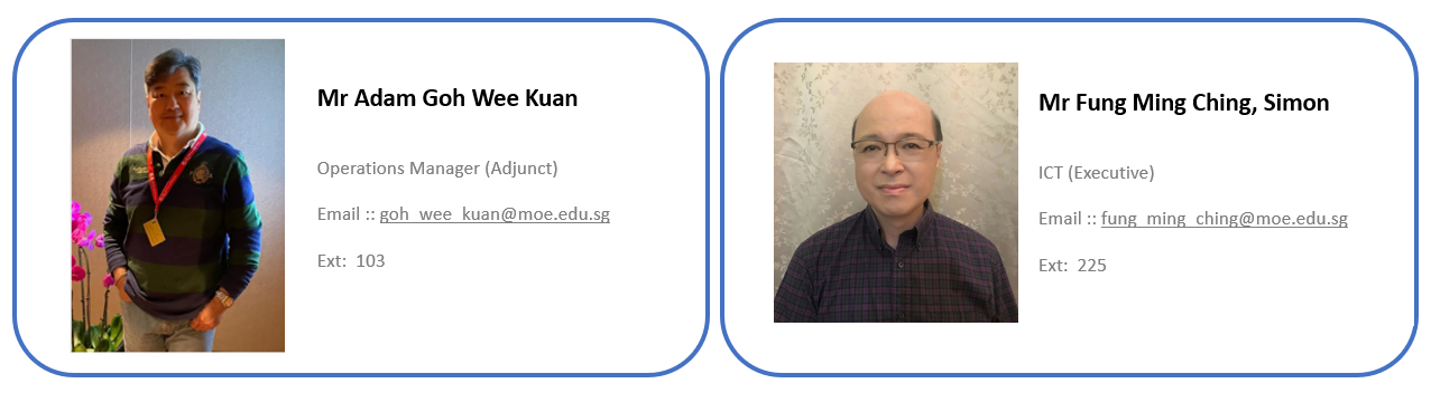 Mr Adam Goh Wee Kuan
Operations Manager (Adjunct)
Email :: goh_wee_kuan@moe.edu.sg
Ext: 103
Mr Fung Ming Ching, Simon
ICT (Executive)
Email :: fung_ming_ching@moe.edu.sg
Ext: 225